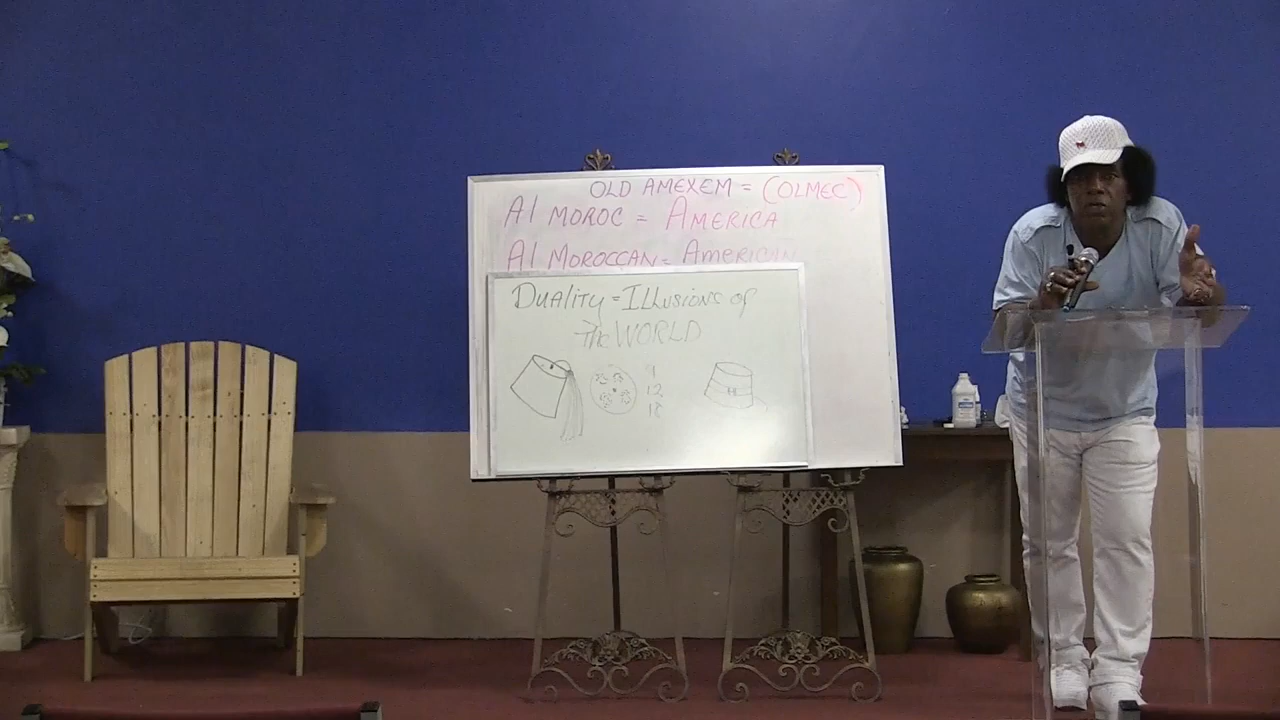 OLD AMEXEM = (OLMEC)
Al MOROC = AMERICA
Al MOROCCAN = AMERICAN
DUALITY = ILLUSIONS OF
The WORLD
9
12
18
H